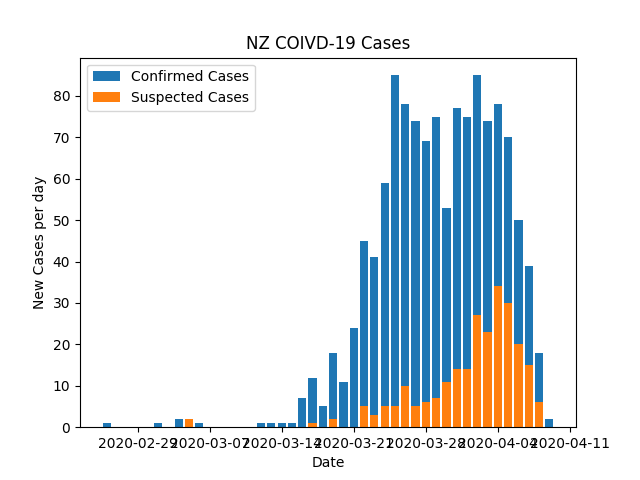 NZ COIVD-19 Cases
Confirmed Cases
Suspected Cases
New Cases per day
80
70
60
50
40
30
20
10
0
2020-02-29 2020-03-07 2020-03-14 2020-03-21 2020-03-28 2020-04-04 2020-04-11
Date